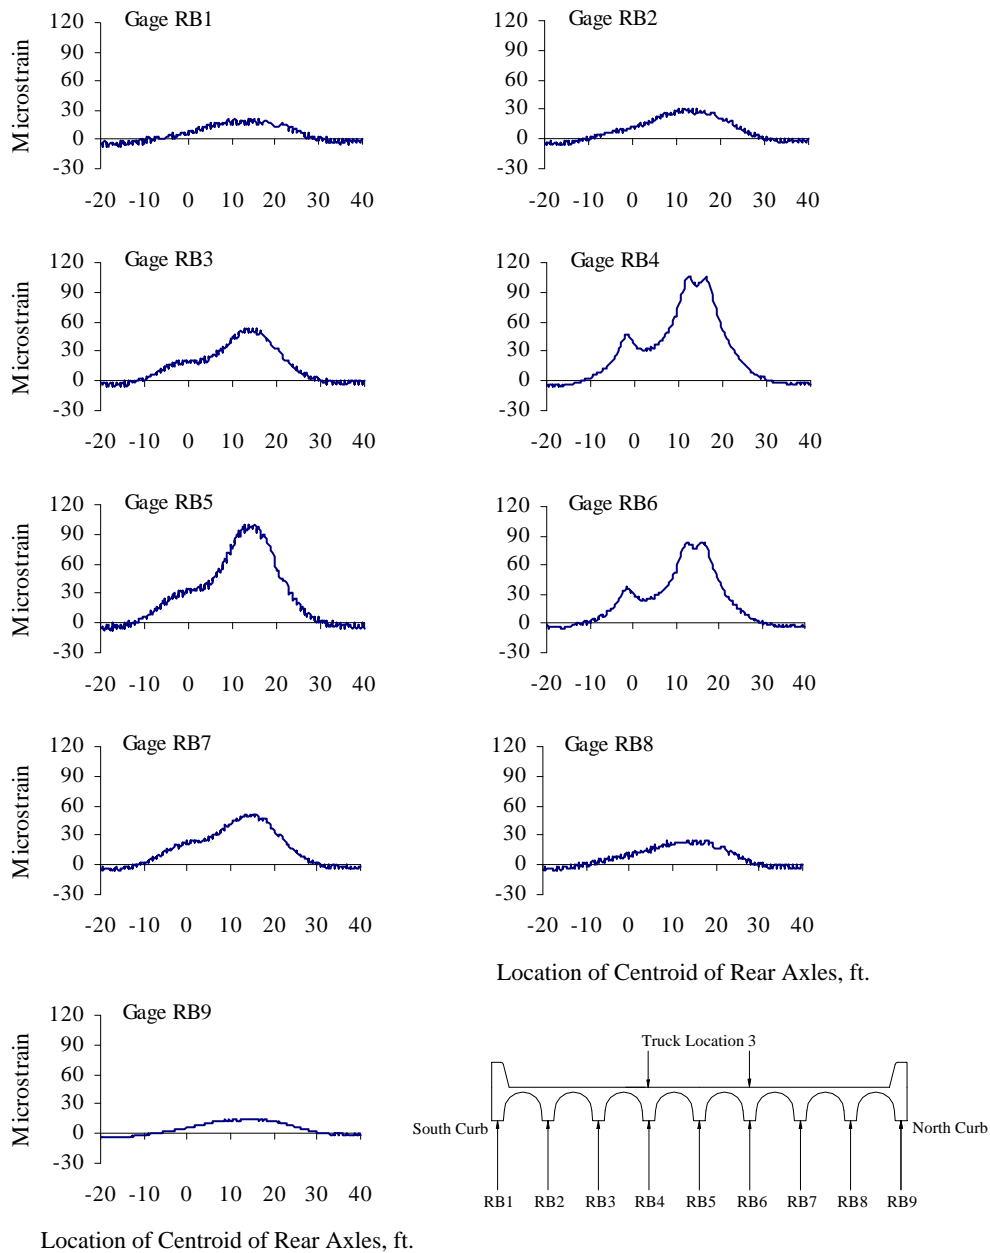 Gage RB1
120
90
60
30
0
-30
Microstrain
-20 -10 0 10 20 30 40
Gage RB2
120
90
60
30
0
-30
-20 -10 0 10 20 30 40
Gage RB3
120
90
60
30
0
-30
Microstrain
-20 -10 0 10 20 30 40
Gage RB4
120
90
60
30
0
-30
-20 -10 0 10 20 30 40
Gage RB5
120
90
60
30
0
-30
Microstrain
-20 -10 0 10 20 30 40
Gage RB6
120
90
60
30
0
-30
-20 -10 0 10 20 30 40
Gage RB7
120
90
60
30
0
-30
Microstrain
-20 -10 0 10 20 30 40
Gage RB8
120
90
60
30
0
-30
-20 -10 0 10 20 30 40
Location of Centroid of Rear Axles, ft.
Gage RB9
120
90
60
30
0
-30
Microstrain
-20 -10 0 10 20 30 40
Location of Centroid of Rear Axles, ft.
Truck Location 3
South Curb
North Curb
RB1 RB2 RB3 RB4 RB5 RB6 RB7 RB8 RB9